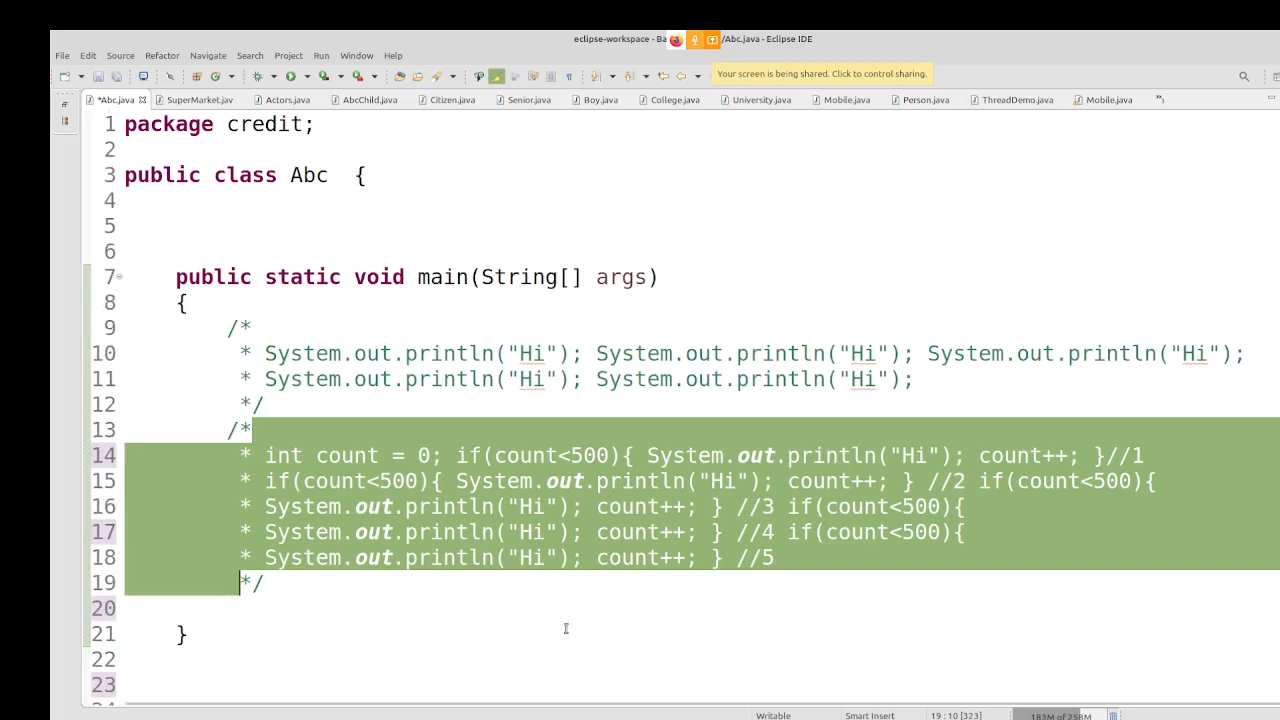 eclipse-workspace - Ba /Abc.java - Eclipse IDE
File Edit Source Refactor Navigate Search Project Run Window Help
Your screen is being shared. Click to control sharing.
*Abc.java SuperMarket.jav Actors.java AbcChild.java Citizen.java Senior.java Boy.java College.java University.java Mobile.java Person.java ThreadDemo.java Mobile.java
1 package credit;
2
3 public class Abc {
4
5
6
7 public static void main(String[] args)
8 {
9 /*
10 * System.out.println("Hi"); System.out.println("Hi"); System.out.println("Hi");
11 * System.out.println("Hi"); System.out.println("Hi");
12 */
13 /*
14 * int count = 0; if(count<500){ System.out.println("Hi"); count++; }//1
15 * if(count<500){ System.out.println("Hi"); count++; } //2 if(count<500){
16 * System.out.println("Hi"); count++; } //3 if(count<500){
17 * System.out.println("Hi"); count++; } //4 if(count<500){
18 * System.out.println("Hi"); count++; } //5
19 */
20
21 }
22
23
Writable Smart Insert 19 : 10 [323] 183M of 258M